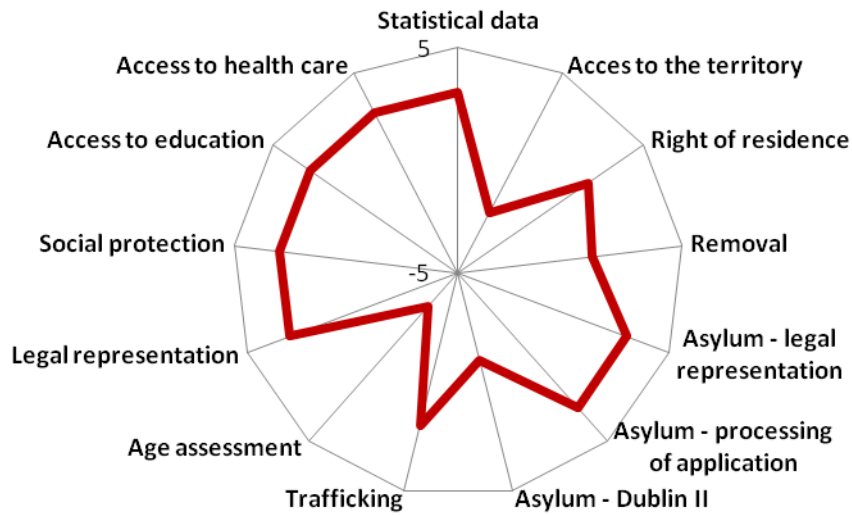 Statistical data
5
Access to health care
Acces to the territory
Access to education
Right of residence
Social protection
Removal
-5
Legal representation
Asylum - legal
representation
Age assessment
Asylum - processing
of application
Trafficking
Asylum - Dublin II